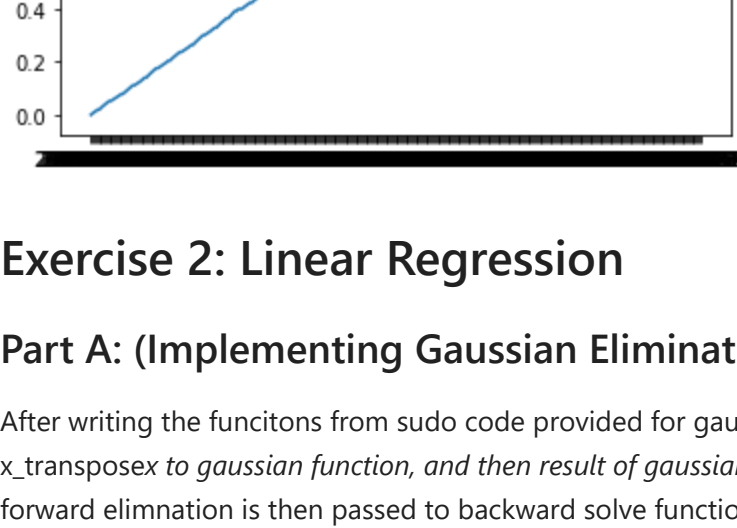 0.4
0.2
0.0
Exercise 2: Linear Regression
Part A: (Implementing Gaussian Eliminat
After writing the funcitons from sudo code provided for gau
x_transposex to gaussian function, and then result of gaussian
forward elimnation is then passed to backward solve functio